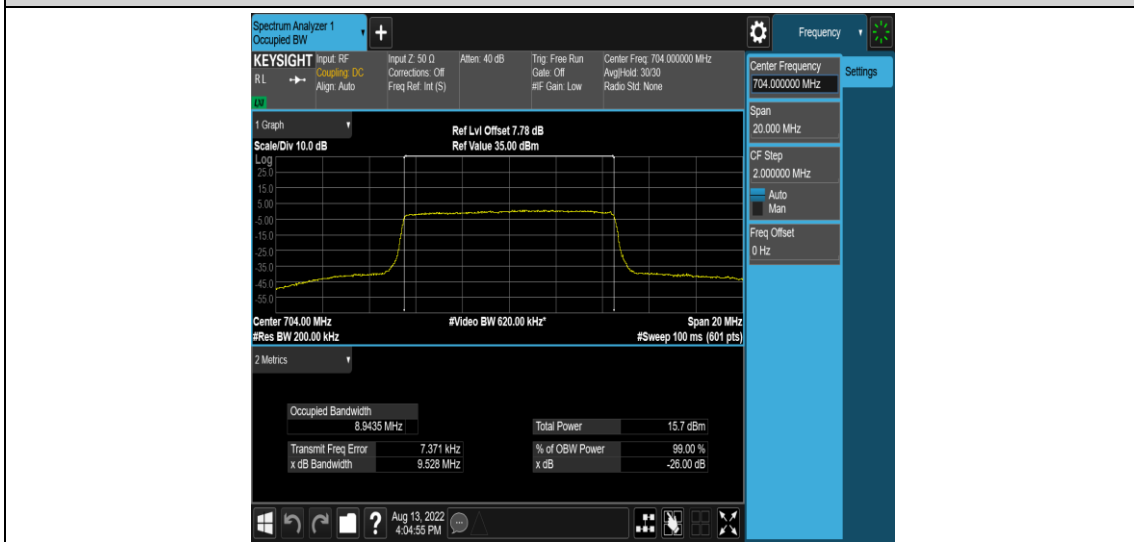 Spectrum Analyzer 1
Occupied BW
Frequency
KEYSIGHT
RL
Input: RF
Coupling: DC
Align: Auto
Input Z: 50 Ω
Corrections: Off
Freq Ref: Int (S)
Atten: 40 dB
Trig: Free Run
Gate: Off
#IF Gain: Low
Center Freq: 704.000000 MHz
Avg|Hold: 30/30
Radio Std: None
Center Frequency
704.000000 MHz
Settings
Span
20.000 MHz
CF Step
2.000000 MHz
Auto
Man
Freq Offset
0 Hz
1 Graph
Ref Lvl Offset 7.78 dB
Scale/Div 10.0 dB
Ref Value 35.00 dBm
Log
25.0
15.0
5.00
-5.00
-15.0
-25.0
-35.0
-45.0
-55.0
Center 704.00 MHz
#Video BW 620.00 kHz*
Span 20 MHz
#Res BW 200.00 kHz
#Sweep 100 ms (601 pts)
2 Metrics
Occupied Bandwidth
8.9435 MHz
Total Power 15.7 dBm
Transmit Freq Error 7.371 kHz
% of OBW Power 99.00 %
x dB Bandwidth 9.528 MHz
x dB -26.00 dB
Aug 13, 2022
4:04:55 PM